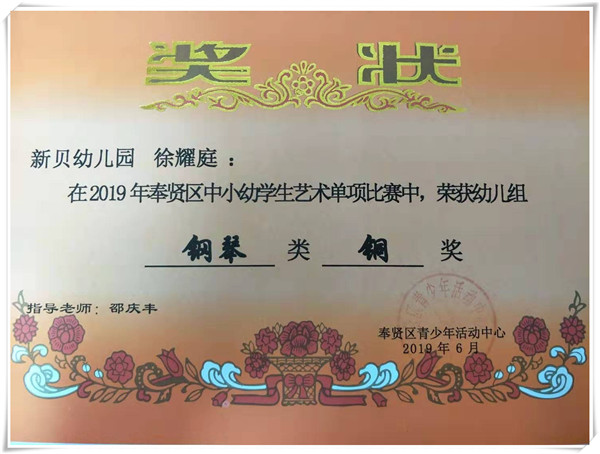 奖 状
新贝幼儿园 徐耀庭：
在2019年奉贤区中小幼学生艺术单项比赛中，荣获幼儿组
钢琴 类 铜 奖
指导老师：邵庆丰
奉贤区青少年活动中心
2019年6月